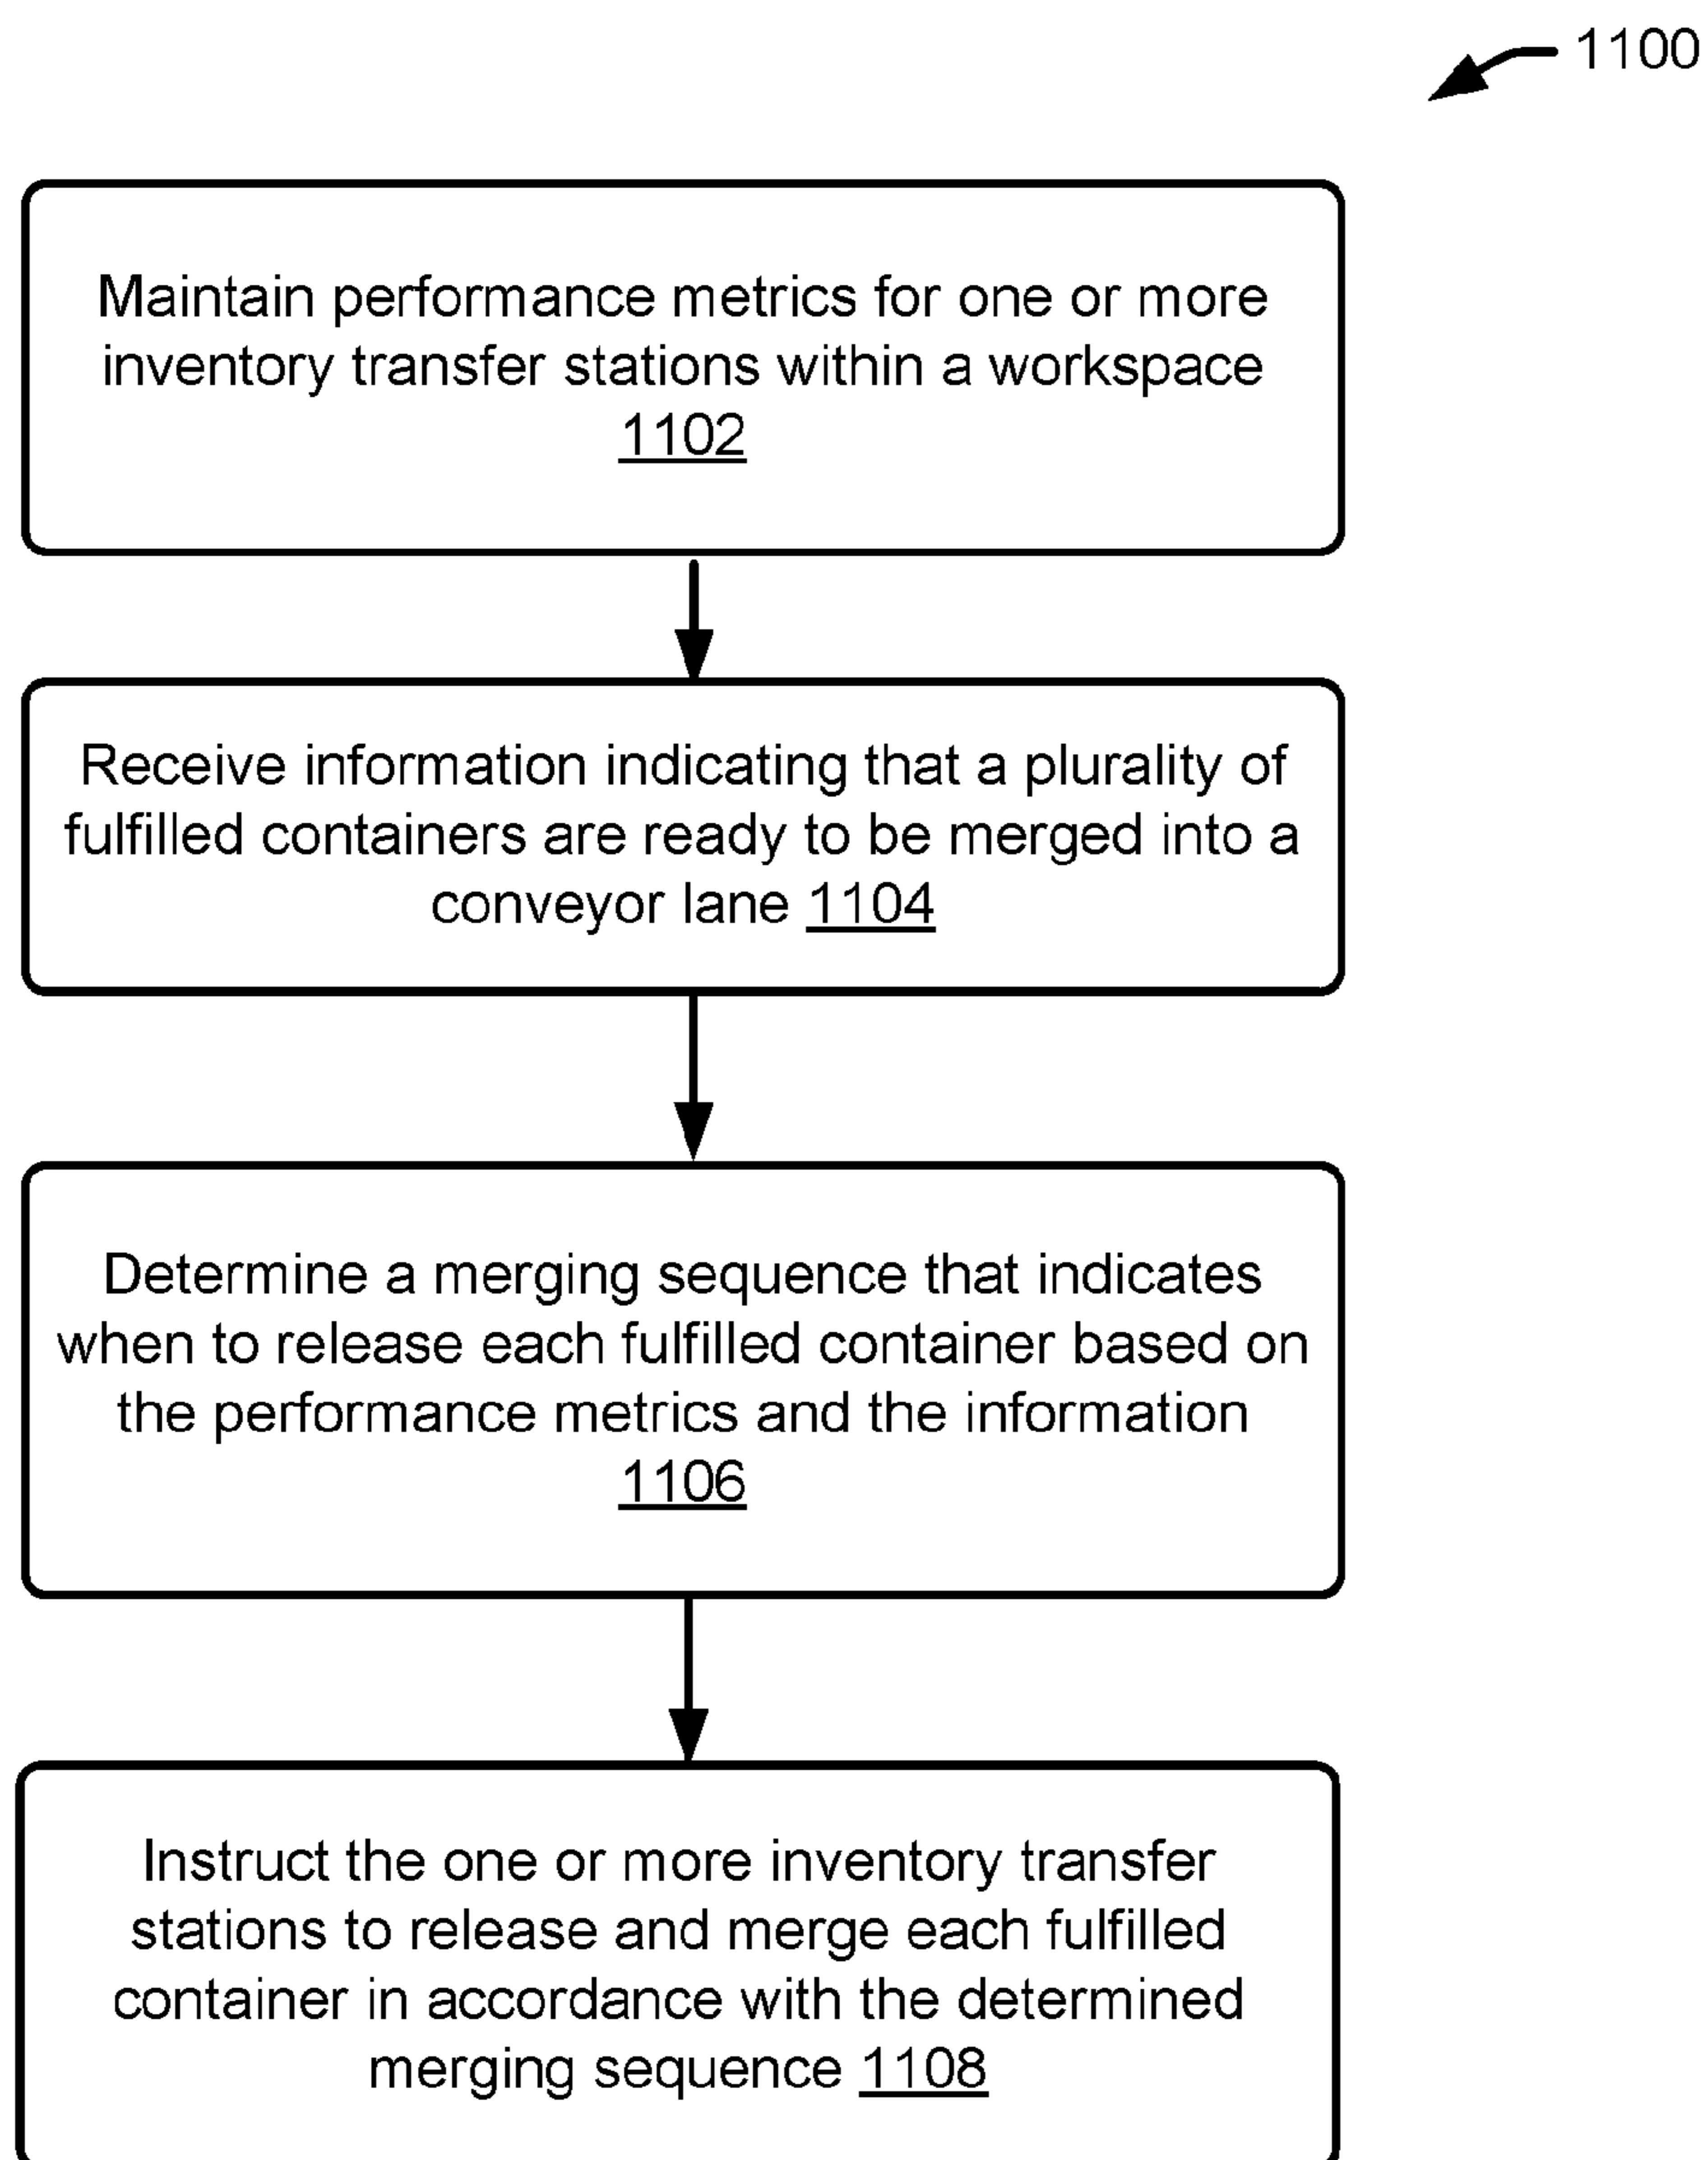 1100
Maintain performance metrics for one or more
inventory transfer stations within a workspace
1102
Receive information indicating that a plurality of
fulfilled containers are ready to be merged into a
conveyor lane 1104
Determine a merging sequence that indicates
when to release each fulfilled container based on
the performance metrics and the information
1106
Instruct the one or more inventory transfer
stations to release and merge each fulfilled
container in accordance with the determined
merging sequence 1108